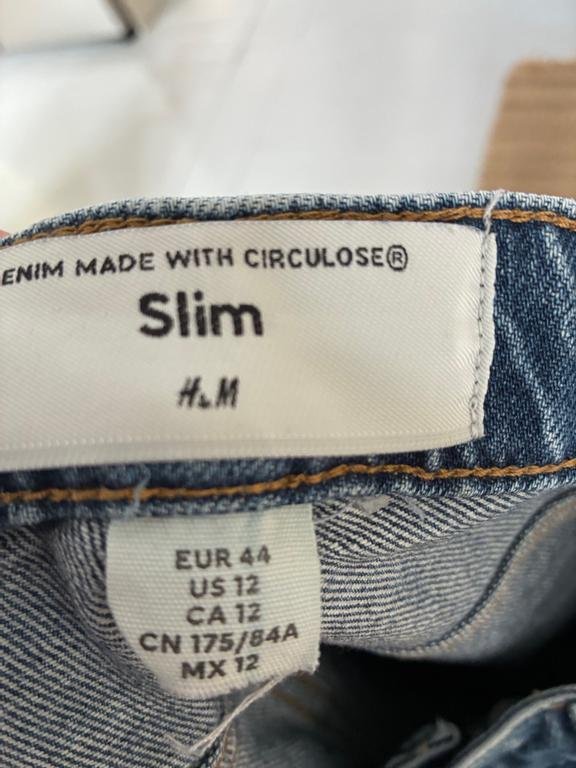 ENIM MADE WITH CIRCULOSE®
Slim
H&M
EUR 44
US 12
CA 12
CN 175/84A
MX 12